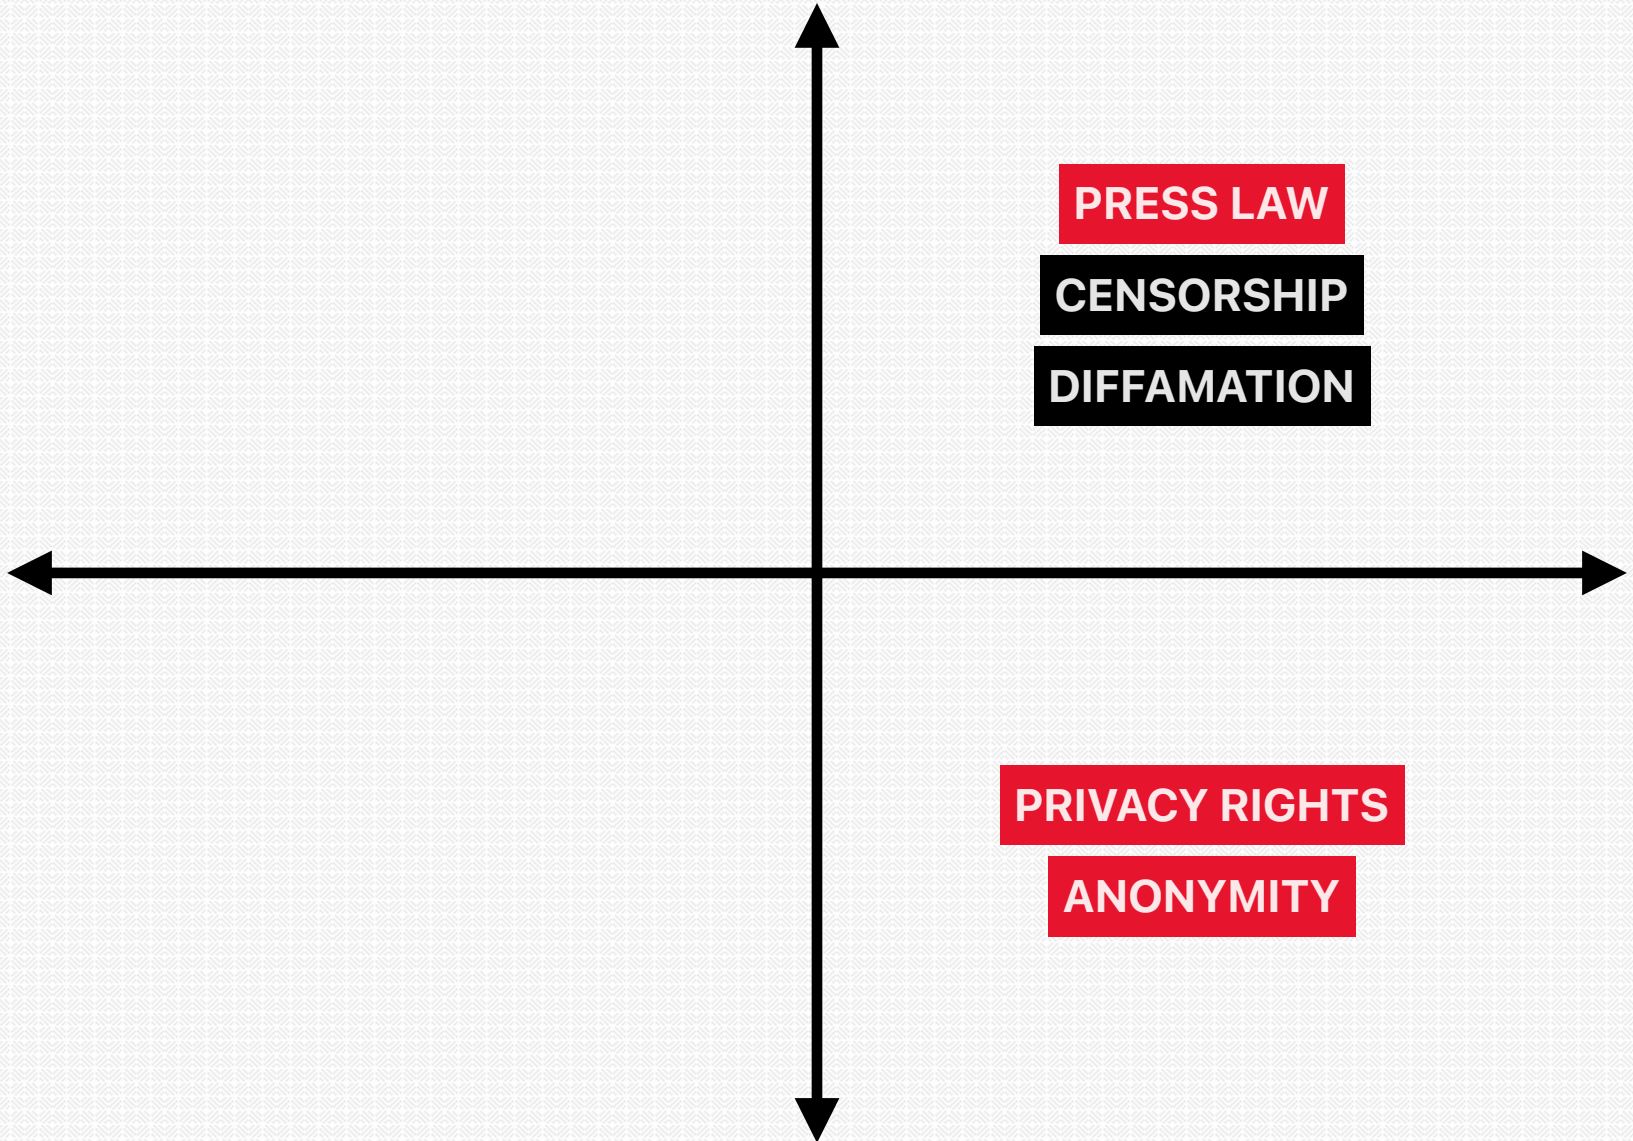 PRESS LAW
CENSORSHIP
DIFFAMATION
PRIVACY RIGHTS
ANONYMITY